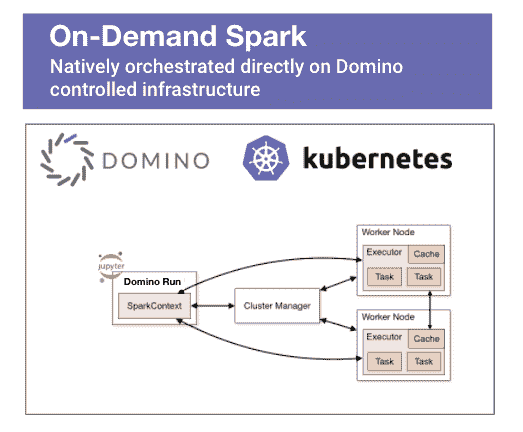 On-Demand Spark
Natively orchestrated directly on Domino
controlled infrastructure
DOMINO
kubernetes
jupyter
Domino Run
SparkContext
Cluster Manager
Worker Node
Executor
Cache
Task
Task
Worker Node
Executor
Cache
Task
Task